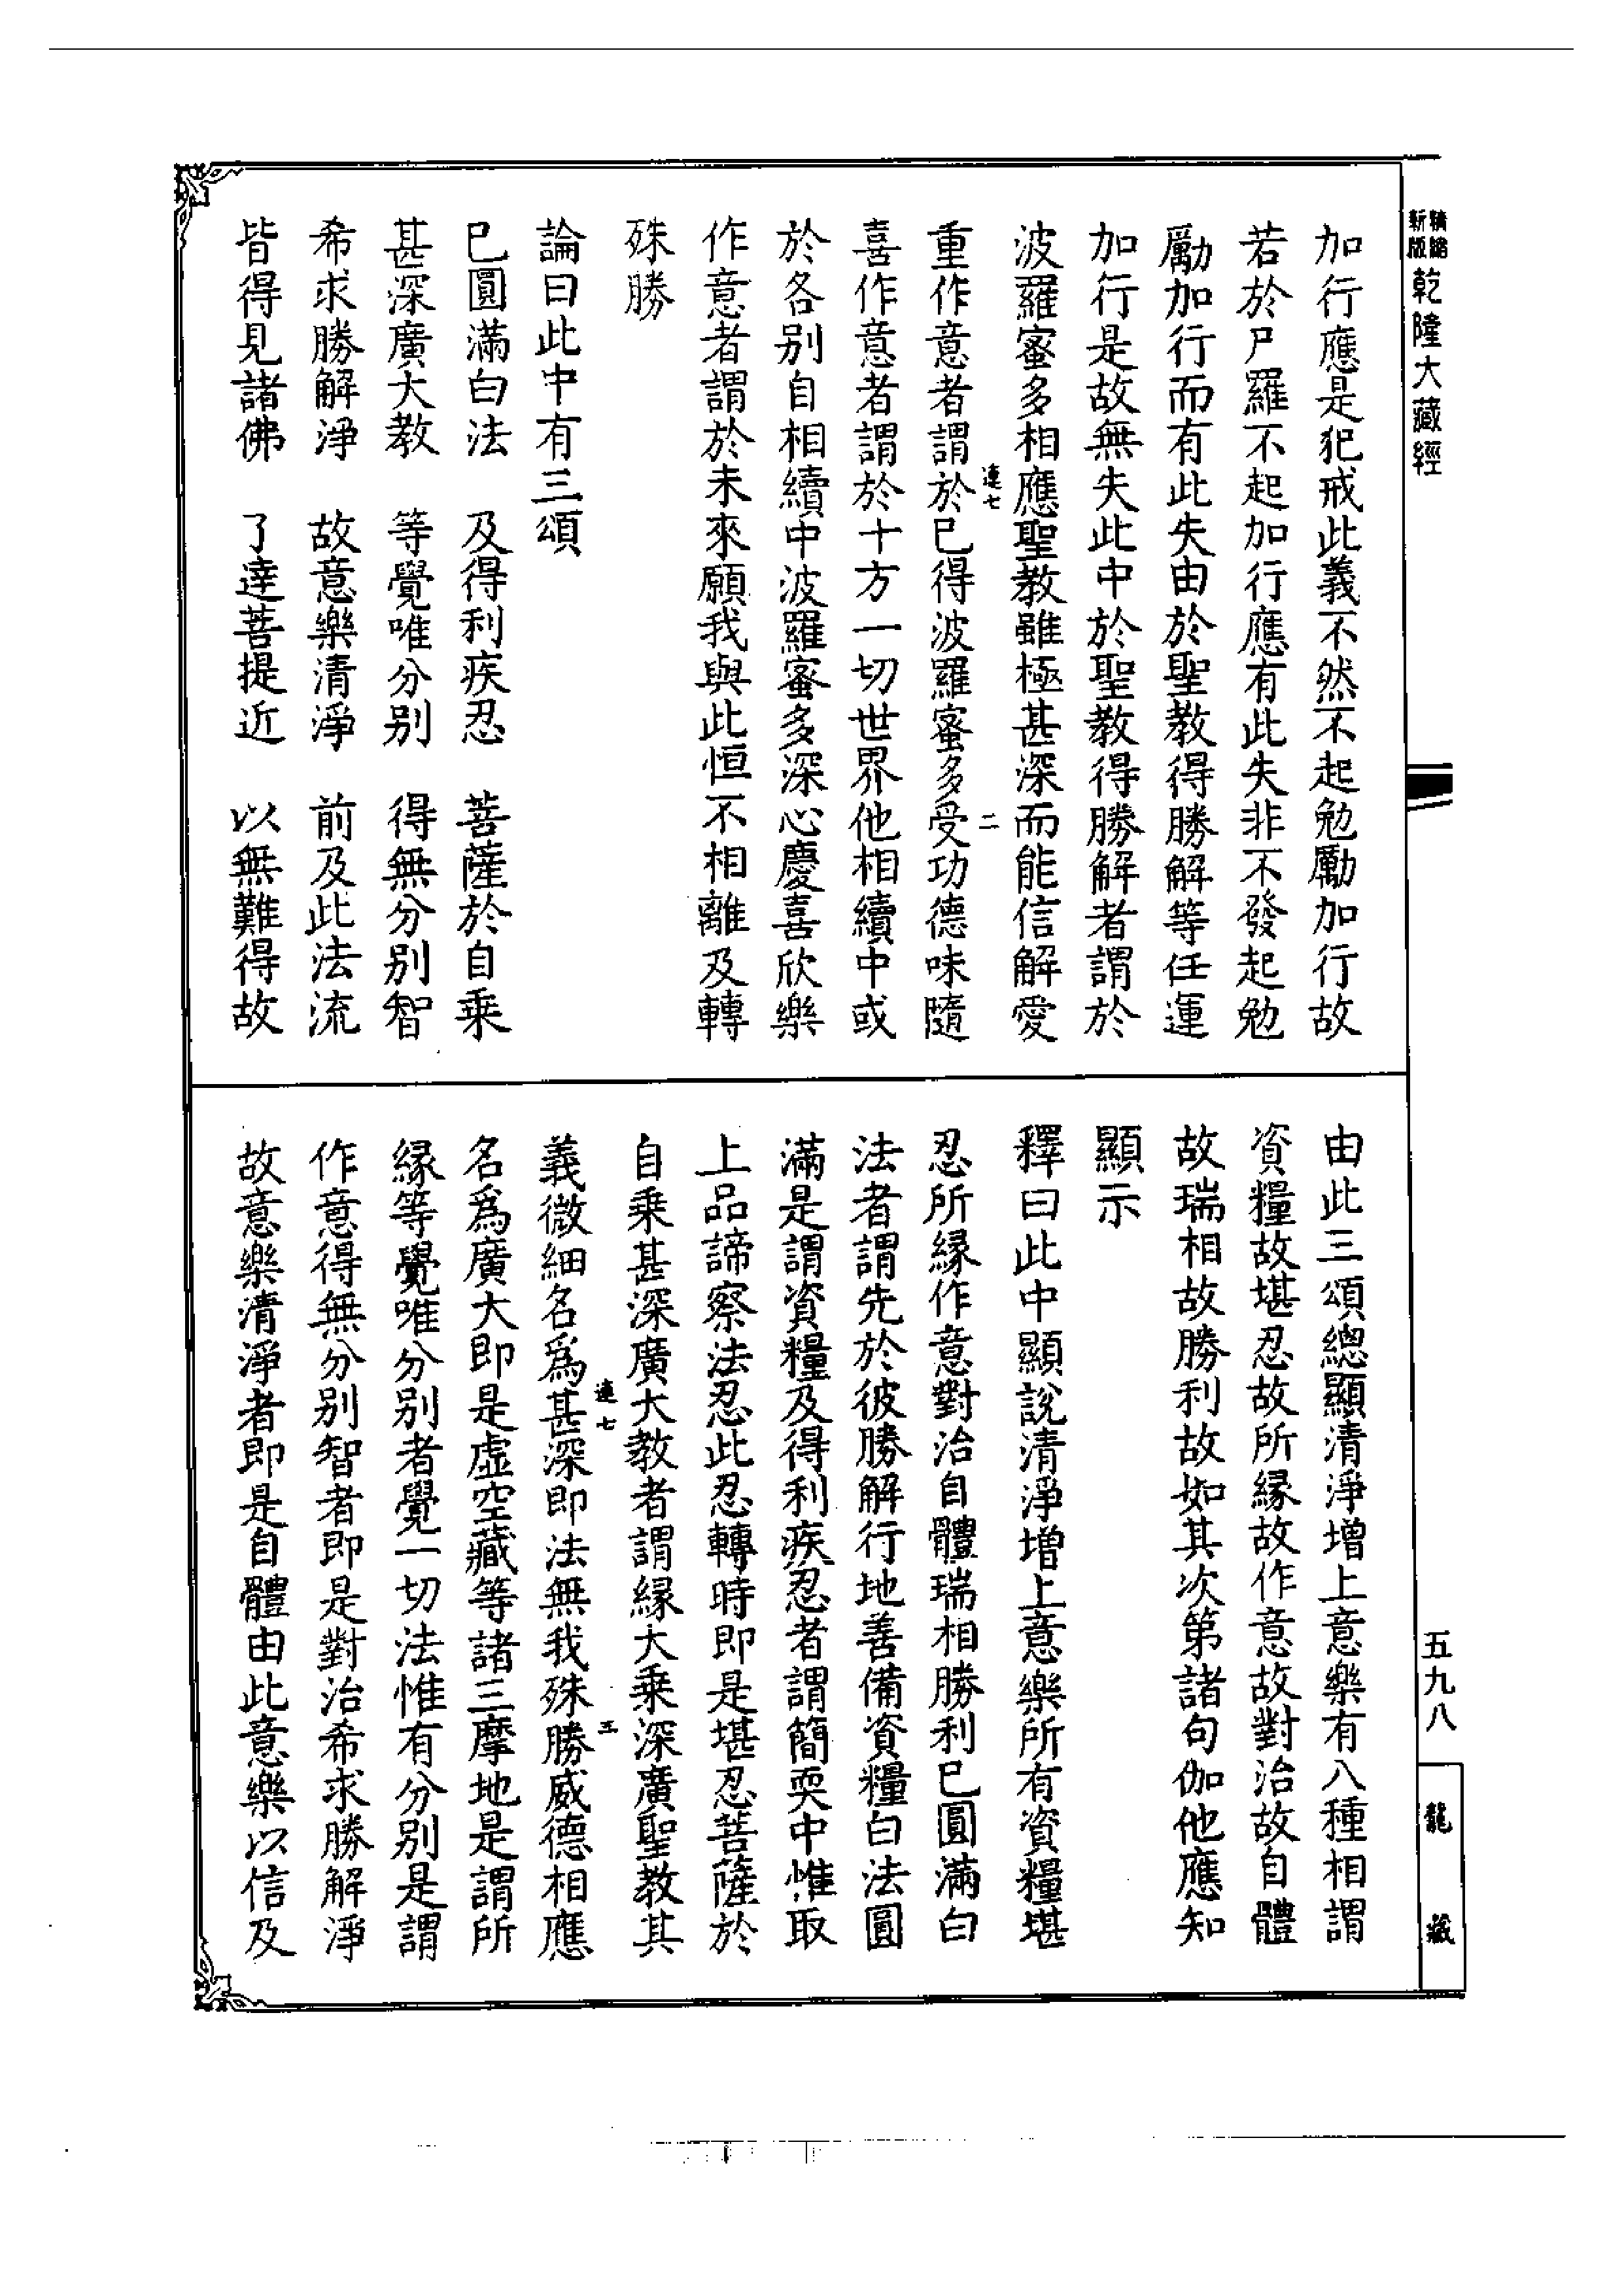 精縮新版乾隆大藏經
加行應是犯戒此義不然不起勉勵加行故
若於尸羅不起加行應有此失非不發起勉
勵加行而有此失由於聖教得勝解等任運
加行是故無失此中於聖教得勝解者謂於
波羅蜜多相應聖教雖極甚深而能信解愛
連七 二
重作意者謂於已得波羅蜜多受功德味隨
喜作意者謂於十方一切世界他相續中或
於各別自相續中波羅蜜多深心慶喜欣樂
作意者謂於未來願我與此恒不相離及轉
殊勝
論曰此中有三頌
已圓滿白法 及得利疾忍 菩薩於自乘
甚深廣大教 等覺唯分別 得無分別智
希求勝解淨 故意樂清淨 前及此法流
皆得見諸佛 了達菩提近 以無難得故
由此三頌總顯清淨增上意樂有八種相謂
資糧故堪忍故所緣故作意故對治故自體
故瑞相故勝利故如其次第諸句伽他應知
顯示
釋曰此中顯說清淨增上意樂所有資糧堪
忍所緣作意對治自體瑞相勝利已圓滿白
法者謂先於彼勝解行地善備資糧白法圓
滿是謂資糧及得利疾忍者謂簡耎中惟取
上品諦察法忍此忍轉時即是堪忍菩薩於
自乘甚深廣大教者謂緣大乘深廣聖教其
連七 三
義微細名爲甚深即法無我殊勝威德相應
名爲廣大即是虛空藏等諸三摩地是謂所
緣等覺唯分別者覺一切法惟有分別是謂
作意得無分別智者即是對治希求勝解淨
故意樂清淨者即是自體由此意樂以信及
五九八
龍藏